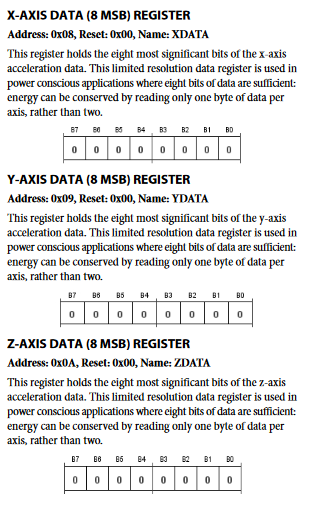 X-AXIS DATA (8 MSB) REGISTER
Address: 0x08, Reset: 0x00, Name: XDATA
This register holds the eight most significant bits of the x-axis
acceleration data. This limited resolution data register is used in
power conscious applications where eight bits of data are sufficient:
energy can be conserved by reading only one byte of data per
axis, rather than two.
B7 B6 B5 B4 B3 B2 B1 B0
0 0 0 0 0 0 0 0
Y-AXIS DATA (8 MSB) REGISTER
Address: 0x09, Reset: 0x00, Name: YDATA
This register holds the eight most significant bits of the y-axis
acceleration data. This limited resolution data register is used in
power conscious applications where eight bits of data are sufficient:
energy can be conserved by reading only one byte of data per
axis, rather than two.
B7 B6 B5 B4 B3 B2 B1 B0
0 0 0 0 0 0 0 0
Z-AXIS DATA (8 MSB) REGISTER
Address: 0x0A, Reset: 0x00, Name: ZDATA
This register holds the eight most significant bits of the z-axis
acceleration data. This limited resolution data register is used in
power conscious applications where eight bits of data are sufficient:
energy can be conserved by reading only one byte of data per
axis, rather than two.
B7 B6 B5 B4 B3 B2 B1 B0
0 0 0 0 0 0 0 0